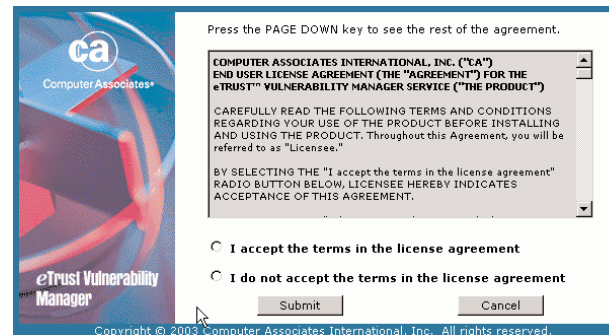 Press the PAGE DOWN key to see the rest of the agreement.
ca
Computer Associates®
COMPUTER ASSOCIATES INTERNATIONAL, INC. ("CA")
END USER LICENSE AGREEMENT (THE "AGREEMENT") FOR THE
eTRUST™ VULNERABILITY MANAGER SERVICE ("THE PRODUCT")
CAREFULLY READ THE FOLLOWING TERMS AND CONDITIONS
REGARDING YOUR USE OF THE PRODUCT BEFORE INSTALLING
AND USING THE PRODUCT. Throughout this Agreement, you will be
referred to as "Licensee."
BY SELECTING THE "I accept the terms in the license agreement"
RADIO BUTTON BELOW, LICENSEE HEREBY INDICATES
ACCEPTANCE OF THIS AGREEMENT.
I accept the terms in the license agreement
I do not accept the terms in the license agreement
eTrust Vulnerability
Manager
Submit
Cancel
Copyright © 2003 Computer Associates International, Inc. All rights reserved.